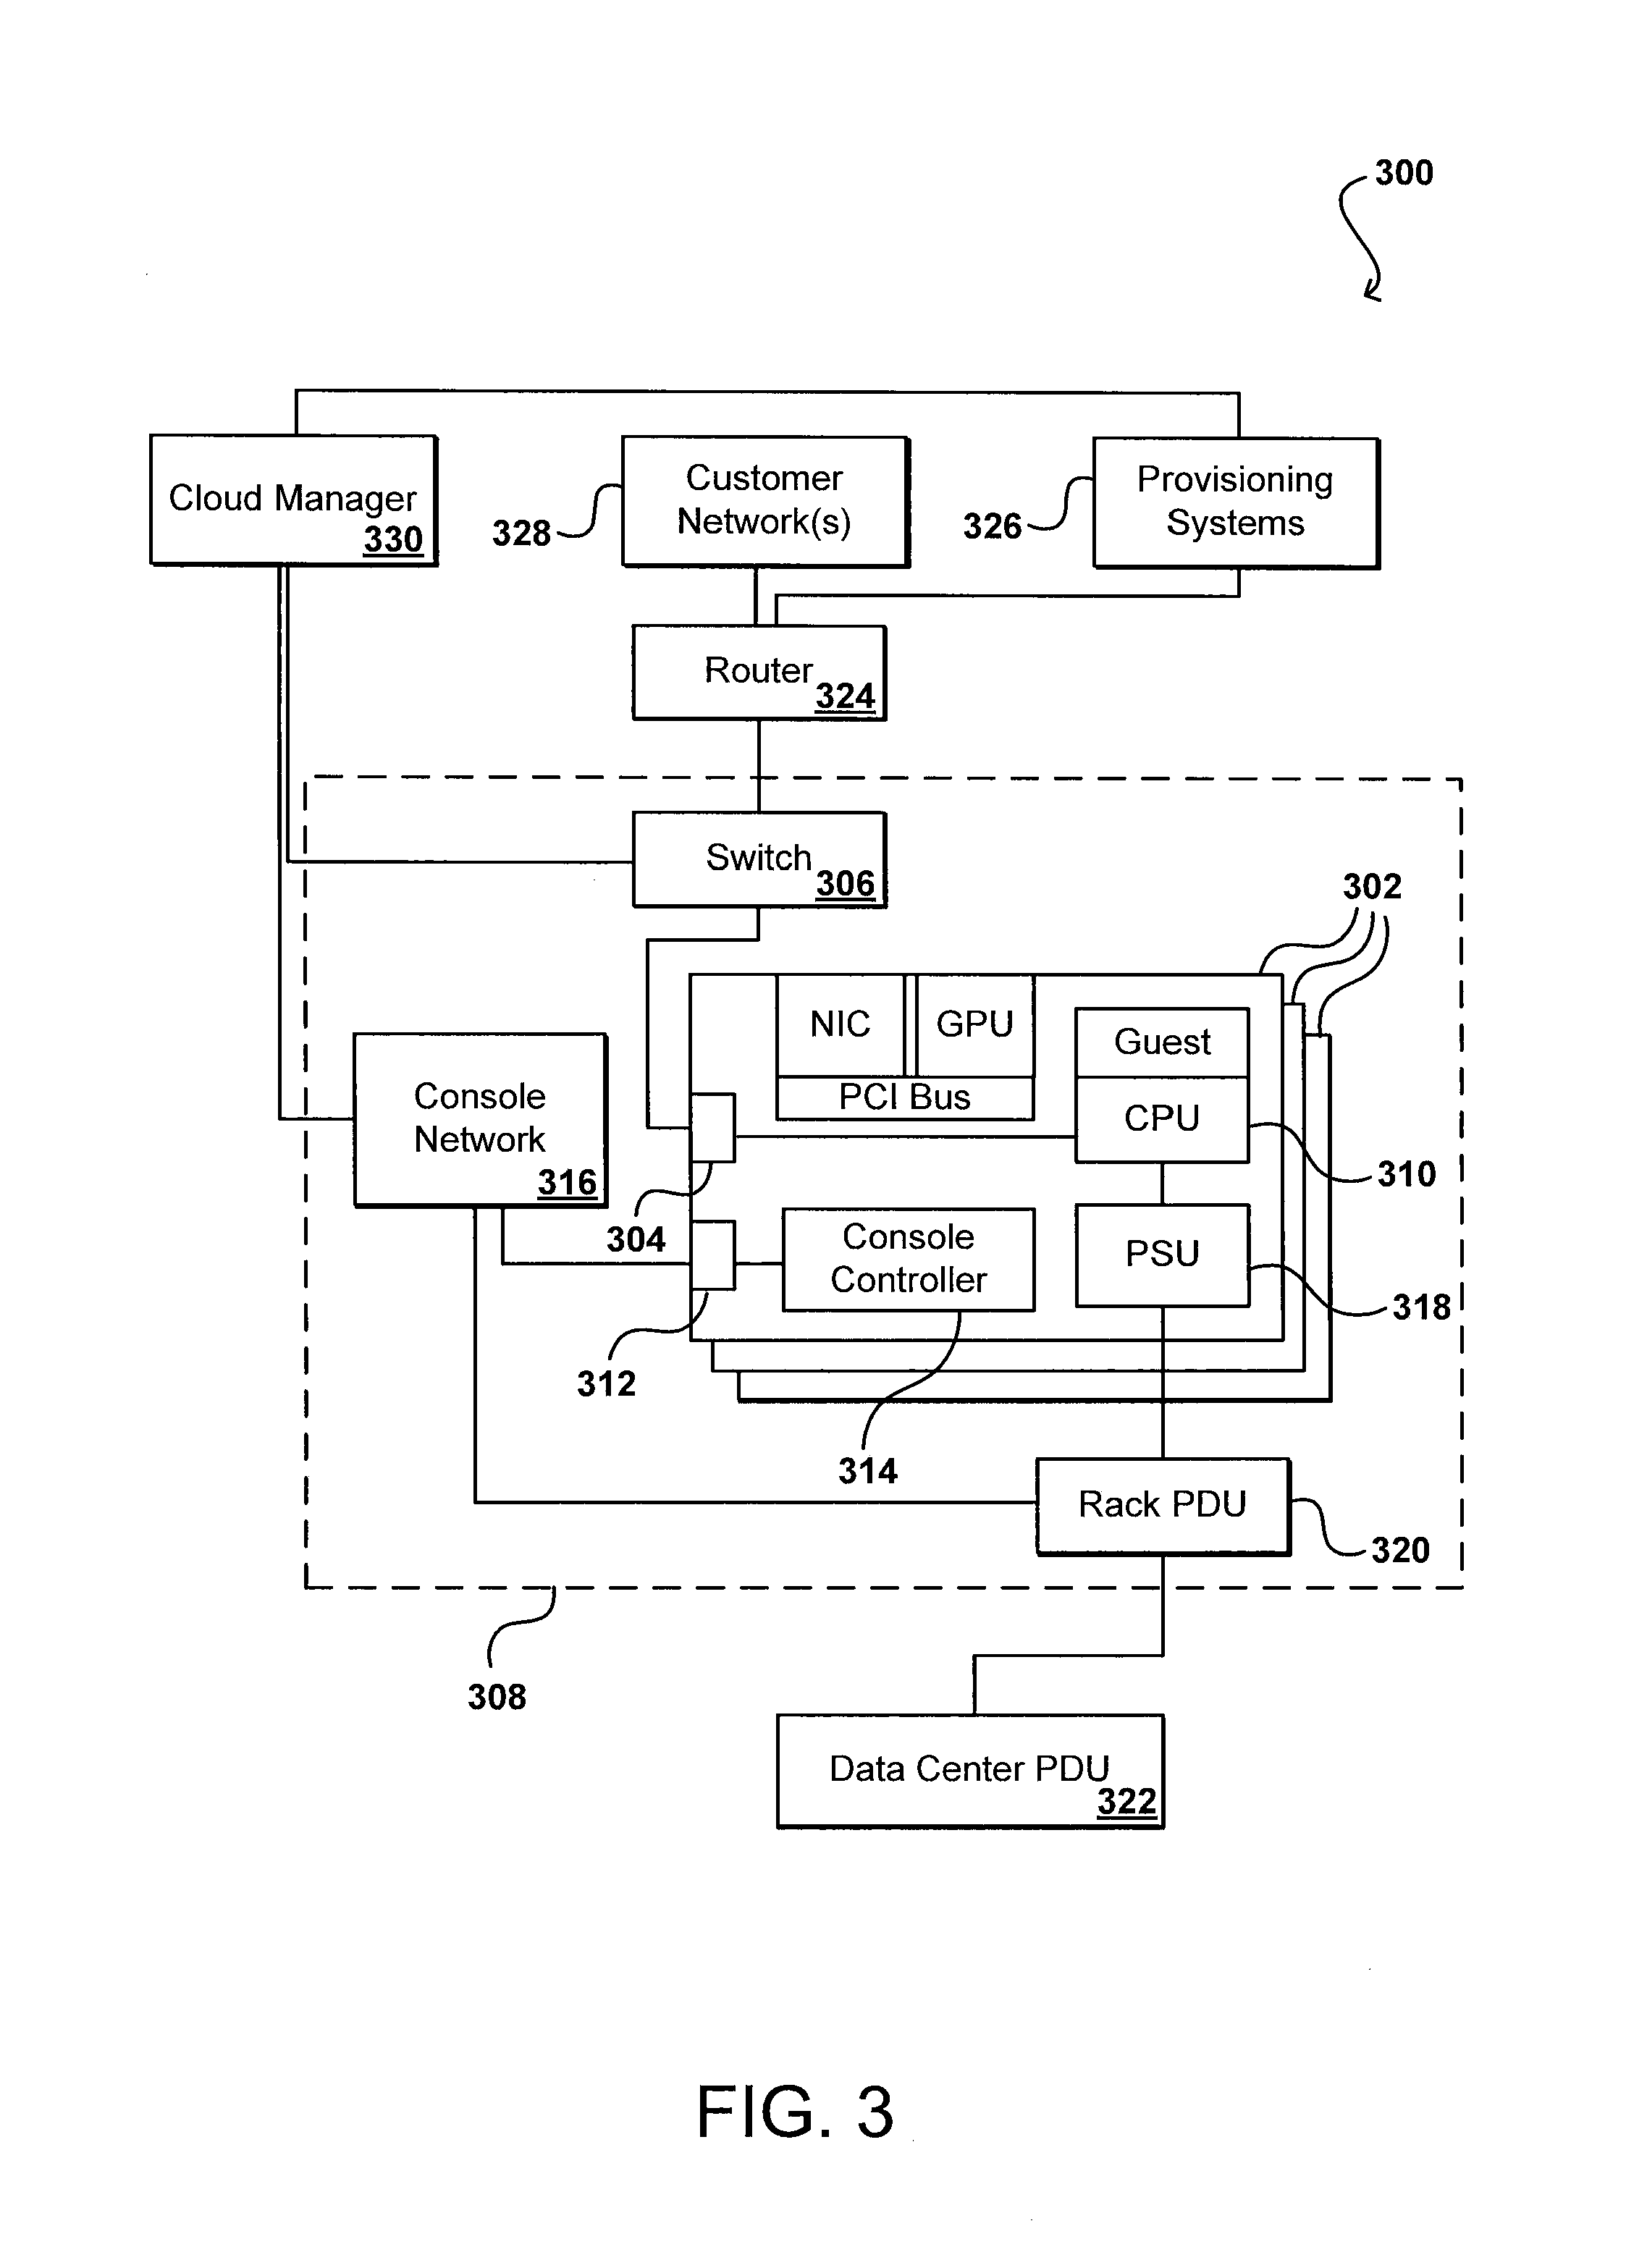 300
Cloud Manager
330
Customer
Network(s)
328
Provisioning
Systems
326
Router
324
Switch
306
302
NIC
GPU
PCI Bus
Guest
CPU
310
Console
Network
316
304
Console
Controller
PSU
318
312
314
Rack PDU
320
308
Data Center PDU
322
FIG. 3